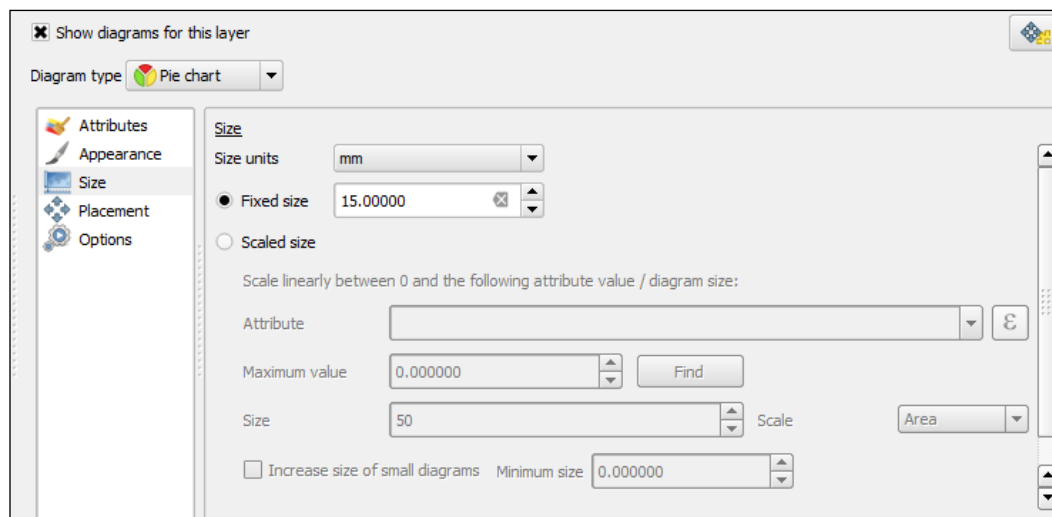 Show diagrams for this layer
Diagram type Pie chart
Attributes
Appearance
Size
Placement
Options
Size
Size units mm
Fixed size 15.00000
Scaled size
Scale linearly between 0 and the following attribute value / diagram size:
Attribute ε
Maximum value 0.000000 Find
Size 50 Scale Area
Increase size of small diagrams Minimum size 0.000000